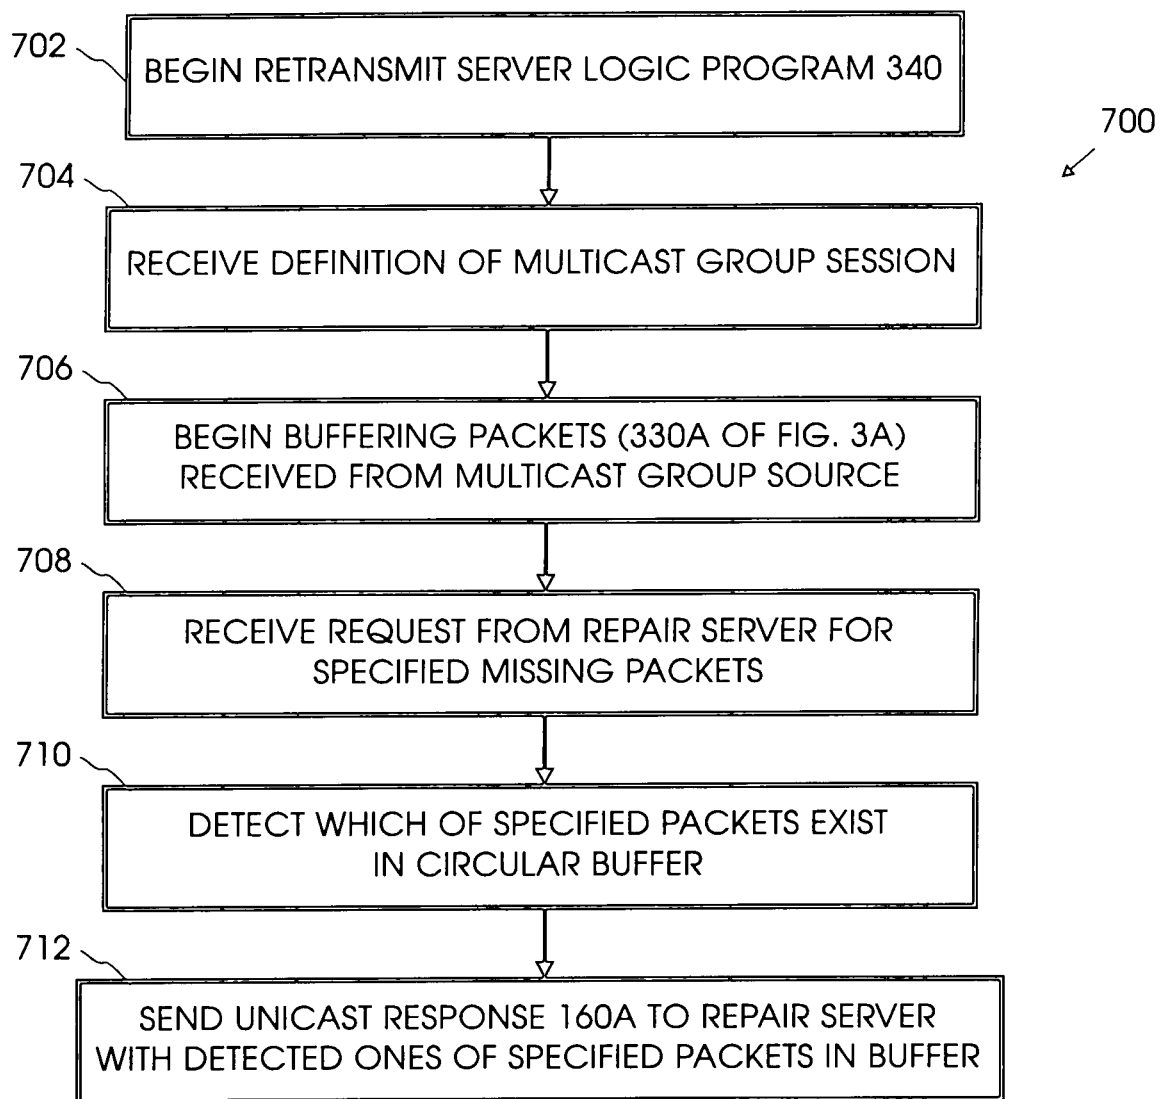 702
BEGIN RETRANSMIT SERVER LOGIC PROGRAM 340
700
704
RECEIVE DEFINITION OF MULTICAST GROUP SESSION
706
BEGIN BUFFERING PACKETS (330A OF FIG. 3A)
RECEIVED FROM MULTICAST GROUP SOURCE
708
RECEIVE REQUEST FROM REPAIR SERVER FOR
SPECIFIED MISSING PACKETS
710
DETECT WHICH OF SPECIFIED PACKETS EXIST
IN CIRCULAR BUFFER
712
SEND UNICAST RESPONSE 160A TO REPAIR SERVER
WITH DETECTED ONES OF SPECIFIED PACKETS IN BUFFER